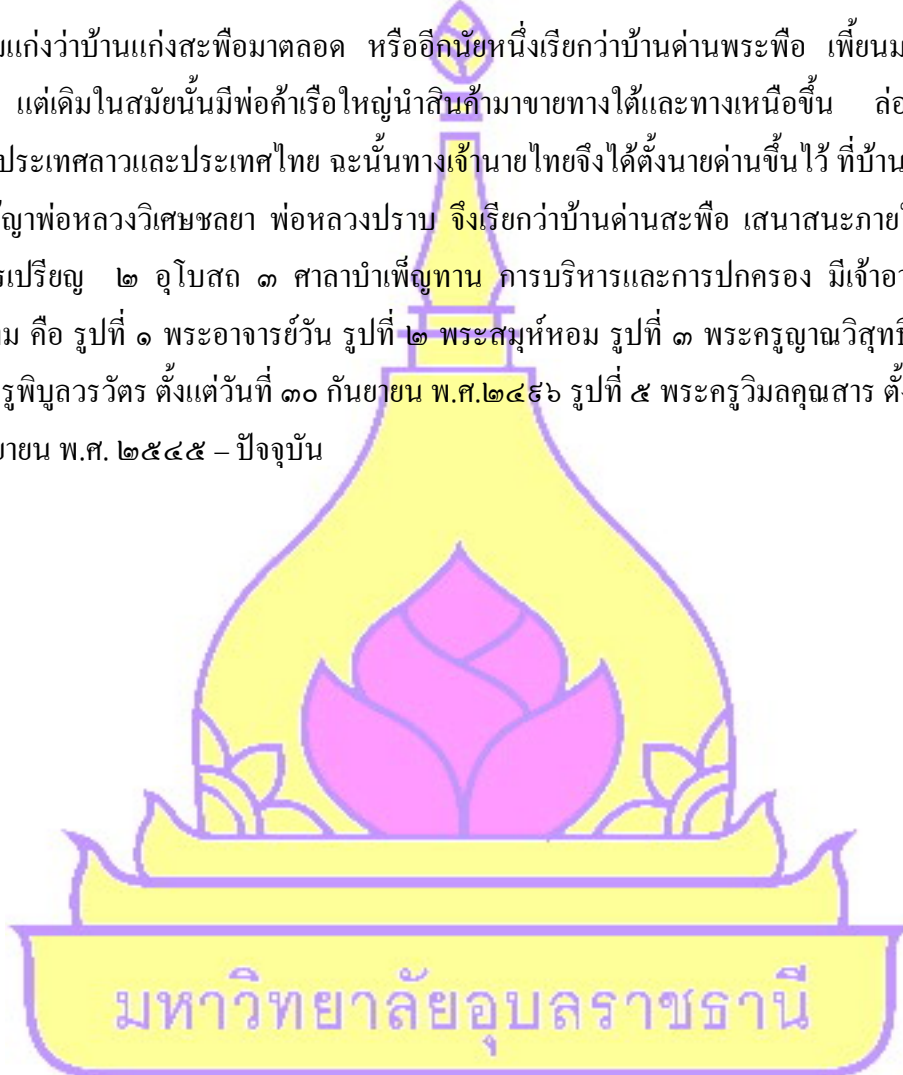 แก่งว่าบ้านแก่งสะพือมาตลอด หรืออีกนัยหนึ่งเรียกว่าบ้านด่านพระพือ เพี้ยนม
แต่เดิมในสมัยนั้นมีพ่อค้าเรือใหญ่นำสินค้ามาขายทางใต้และทางเหนือขึ้น ล่อ
ประเทศลาวและประเทศไทย ฉะนั้นทางเจ้านายไทยจึงได้ตั้งนายด่านขึ้นไว้ ที่บ้าน
ญาพ่อหลวงวิเศษชลยา พ่อหลวงปราบ จึงเรียกว่าบ้านด่านสะพือ เสนาสนะภาย
รเปรียญ ๒ อุโบสถ ๓ ศาลาบำเพ็ญทาน การบริหารและการปกครอง มีเจ้าอา
ม คือ รูปที่ ๑ พระอาจารย์วัน รูปที่ ๒ พระสมุห์หอม รูปที่ ๓ พระครูญาณวิสุทธิ
รูพิบูลวรวัตร ตั้งแต่วันที่ ๓๐ กันยายน พ.ศ.๒๔๙๖ รูปที่ ๕ พระครูวิมลคุณสาร ตั้
ยายน พ.ศ. ๒๕๔๕ – ปัจจุบัน
มหาวิทยาลัยอุบลราชธานี